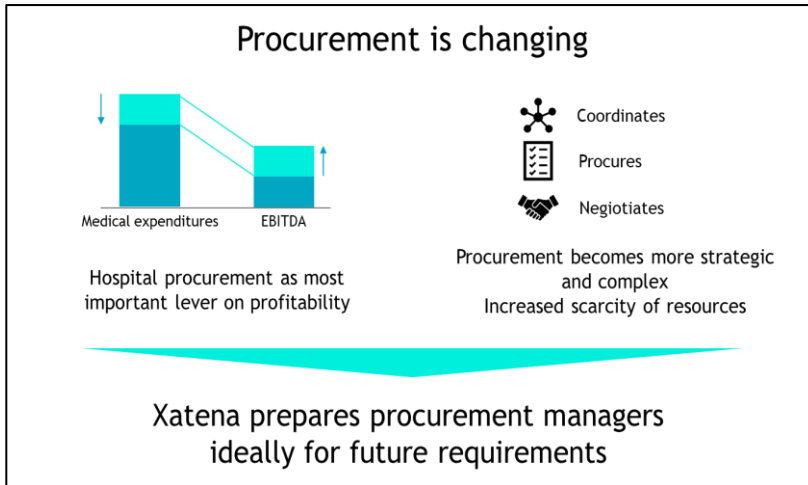 Procurement is changing
Medical expenditures
EBITDA
Hospital procurement as most
important lever on profitability
Coordinates
Procures
Negiotiates
Procurement becomes more strategic
and complex
Increased scarcity of resources
Xatena prepares procurement managers
ideally for future requirements